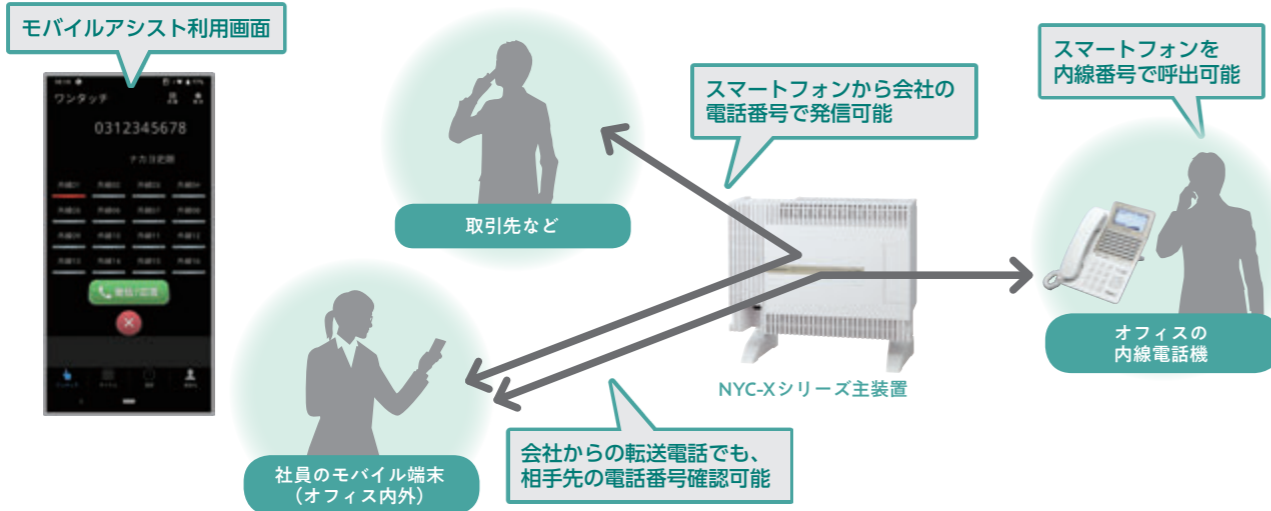 モバイルアシスト利用画面
ワンタッチ
0312345678
取引先など
スマートフォンから会社の
電話番号で発信可能
スマートフォンを
内線番号で呼出可能
オフィスの
内線電話機
NYC-Xシリーズ主装置
会社からの転送電話でも、
相手先の電話番号確認可能
社員のモバイル端末
(オフィス内外)